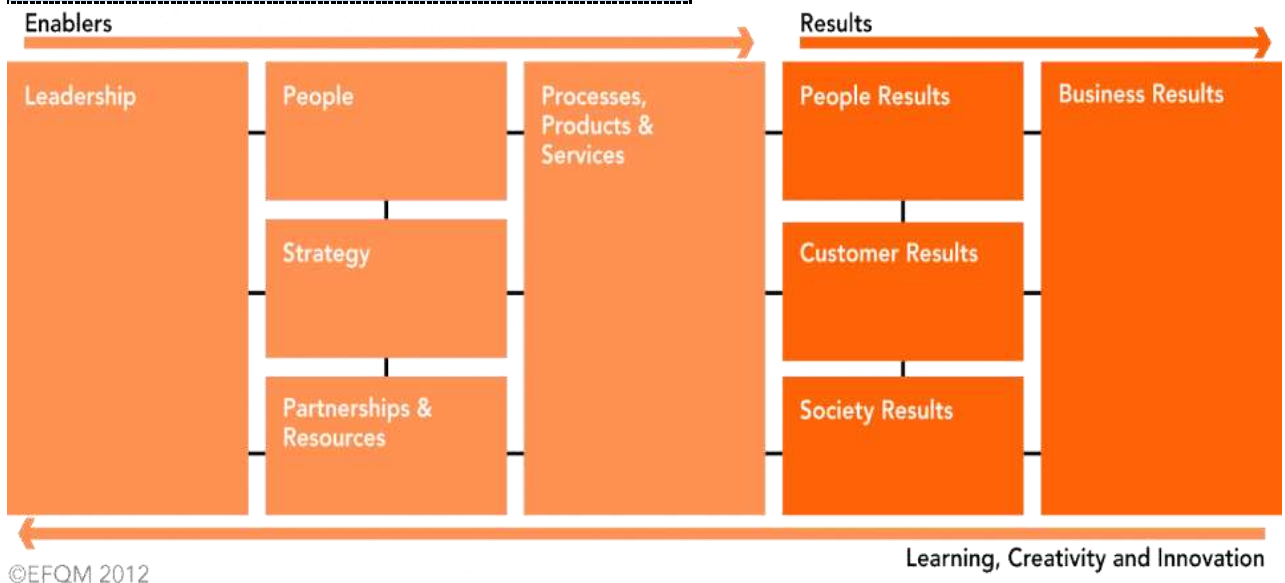 Enablers
Results
Leadership
People
Processes,
Products &
Services
People Results
Business Results
Strategy
Customer Results
Partnerships &
Resources
Society Results
Learning, Creativity and Innovation
©EFQM 2012